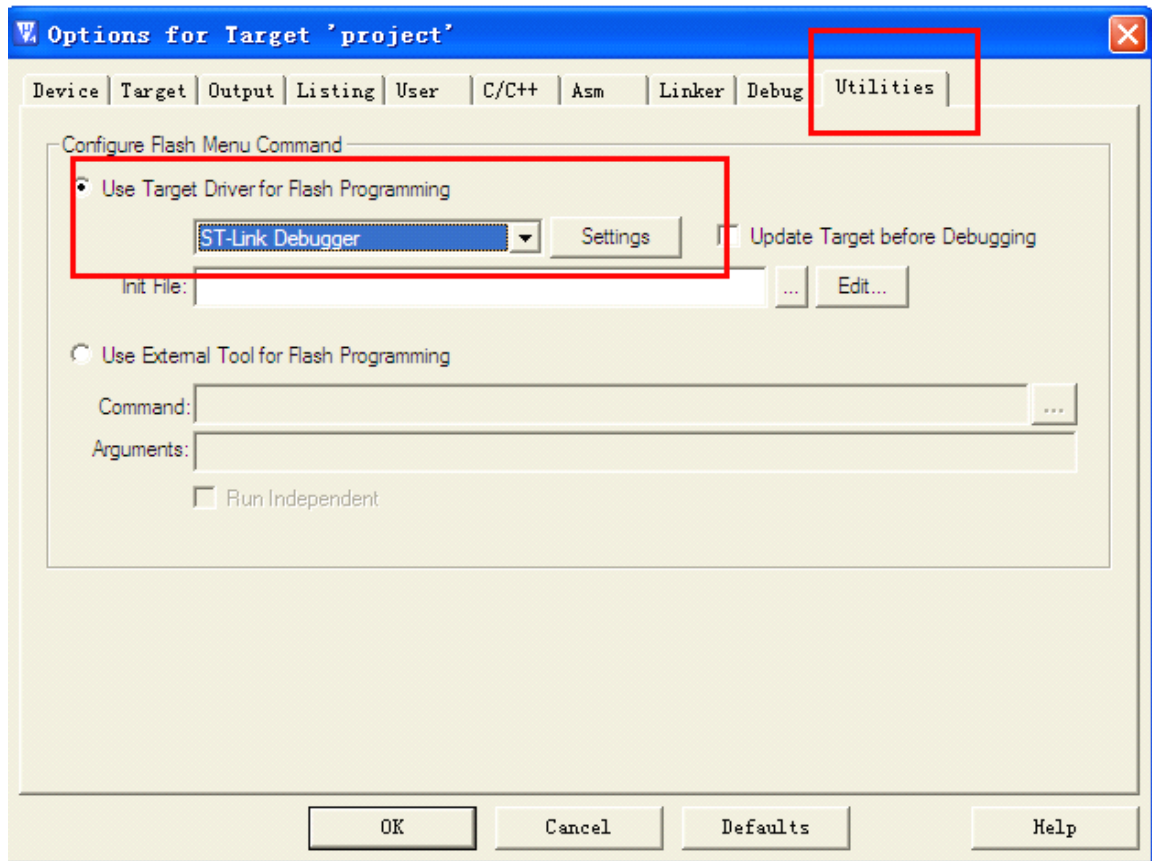 Options for Target 'project'
Device Target Output Listing User C/C++ Asm Linker Debug Utilities
Configure Flash Menu Command
Use Target Driver for Flash Programming
ST-Link Debugger Settings Update Target before Debugging
Init File: ... Edit...
Use External Tool for Flash Programming
Command: ...
Arguments:
Run Independent
OK Cancel Defaults Help